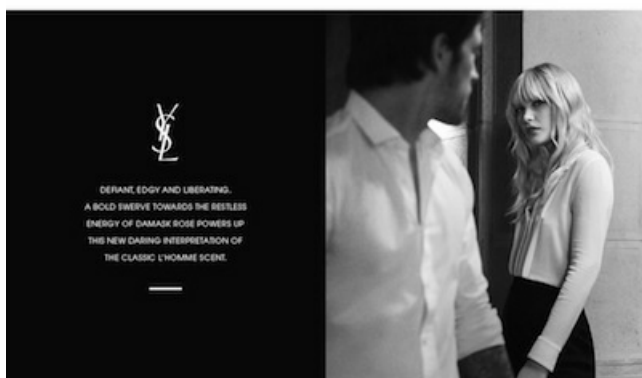 YSL
DEFIANT, EDGY AND LIBERATING.
A BOLD SWERVE TOWARDS THE RESTLESS
ENERGY OF DAMASK ROSE POWERS UP
THIS NEW DARING INTERPRETATION OF
THE CLASSIC L'HOMME SCENT.